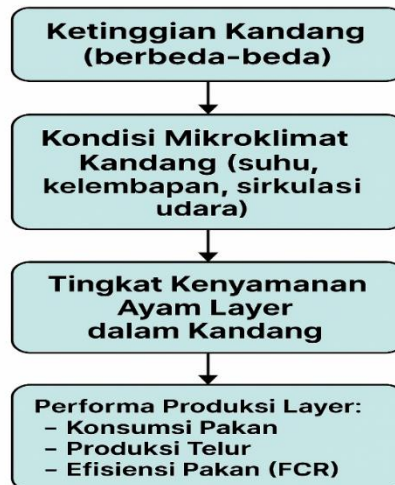 Ketinggian Kandang
(berbeda-beda)
Kondisi Mikroklimat
Kandang (suhu,
kelembapan, sirkulasi
udara)
Tingkat Kenyamanan
Ayam Layer
dalam Kandang
Performa Produksi Layer:
– Konsumsi Pakan
– Produksi Telur
– Efisiensi Pakan (FCR)